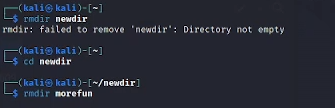 ┌──(kali㉿kali)-[~]
└─$ rmdir newdir
rmdir: failed to remove 'newdir': Directory not empty
┌──(kali㉿kali)-[~]
└─$ cd newdir
┌──(kali㉿kali)-[~/newdir]
└─$ rmdir morefun